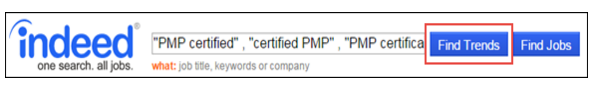 indeed®
one search. all jobs.
"PMP certified" , "certified PMP" , "PMP certifica
Find Trends
Find Jobs
what: job title, keywords or company